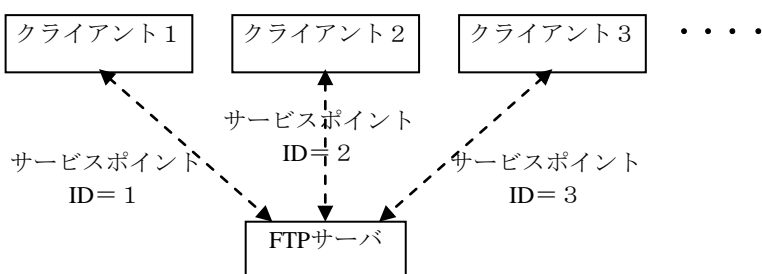 クライアント1
クライアント2
クライアント3
・・・・
サービスポイント
ID=2
サービスポイント
ID=1
サービスポイント
ID=3
FTPサーバ